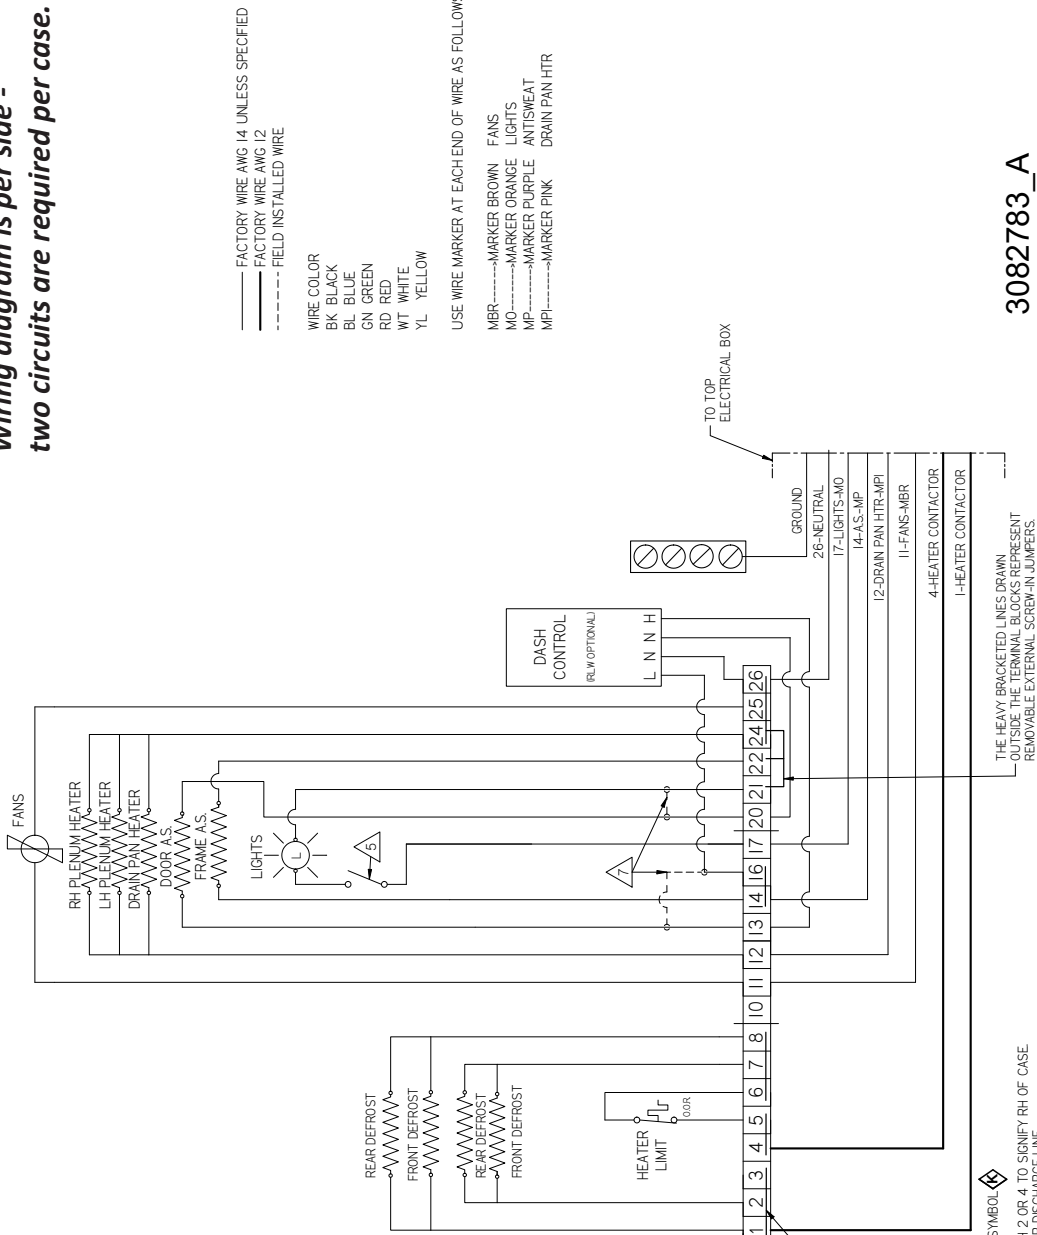 wiring diagram is per side -
two circuits are required per case.
FACTORY WIRE AWG 14 UNLESS SPECIFIED
FACTORY WIRE AWG 12
FIELD INSTALLED WIRE
WIRE COLOR
BK BLACK
BL BLUE
GN GREEN
RD RED
WT WHITE
YL YELLOW
USE WIRE MARKER AT EACH END OF WIRE AS FOLLOWS
MBR------->MARKER BROWN FANS
MO-------->MARKER ORANGE LIGHTS
MP-------->MARKER PURPLE ANTISWEAT
MPI------->MARKER PINK DRAIN PAN HTR
3082783_A
TO TOP
ELECTRICAL BOX
FANS
RH PLENUM HEATER
LH PLENUM HEATER
DRAIN PAN HEATER
DOOR A.S.
FRAME A.S.
LIGHTS
L
5
7
DASH
CONTROL
(RLW OPTIONAL)
L N N H
GROUND
26-NEUTRAL
17-LIGHTS-MO
14-A.S.-MP
12-DRAIN PAN HTR-MPI
11-FANS-MBR
4-HEATER CONTACTOR
1-HEATER CONTACTOR
REAR DEFROST
FRONT DEFROST
REAR DEFROST
FRONT DEFROST
HEATER
LIMIT
O.O.R
1 2 3 4 5 6 7 8 10 11 12 13 14 16 17 20 21 22 24 25 26
THE HEAVY BRACKETED LINES DRAWN
OUTSIDE THE TERMINAL BLOCKS REPRESENT
REMOVABLE EXTERNAL SCREW-IN JUMPERS.
SYMBOL K
2 OR 4 TO SIGNIFY RH OF CASE.
DISCHARGE LINE